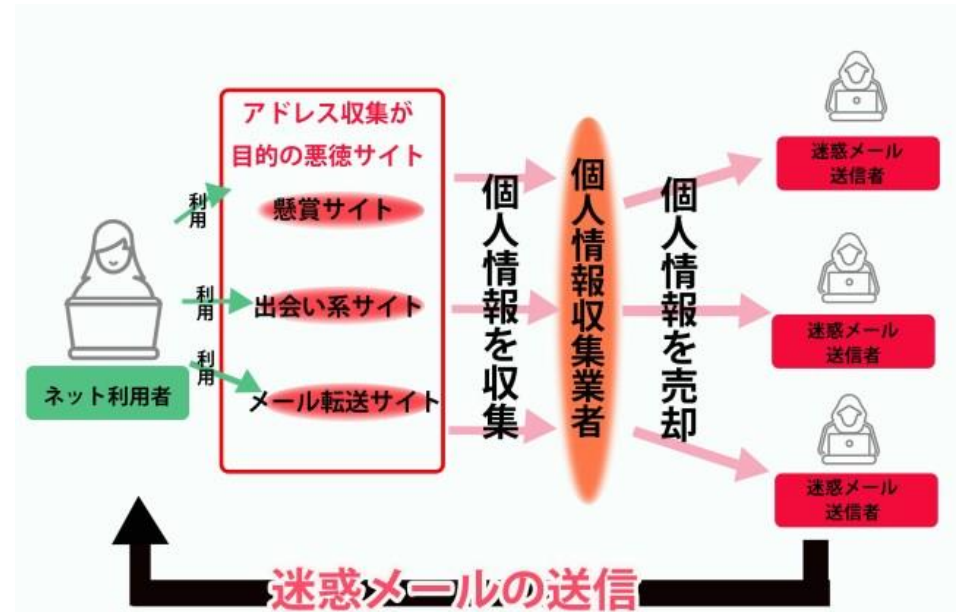 アドレス収集が
目的の悪徳サイト
利用
懸賞サイト
利用
出会い系サイト
利用
メール転送サイト
ネット利用者
個人情報を収集
個人情報収集業者
個人情報を売却
迷惑メール
送信者
迷惑メール
送信者
迷惑メール
送信者
迷惑メールの送信